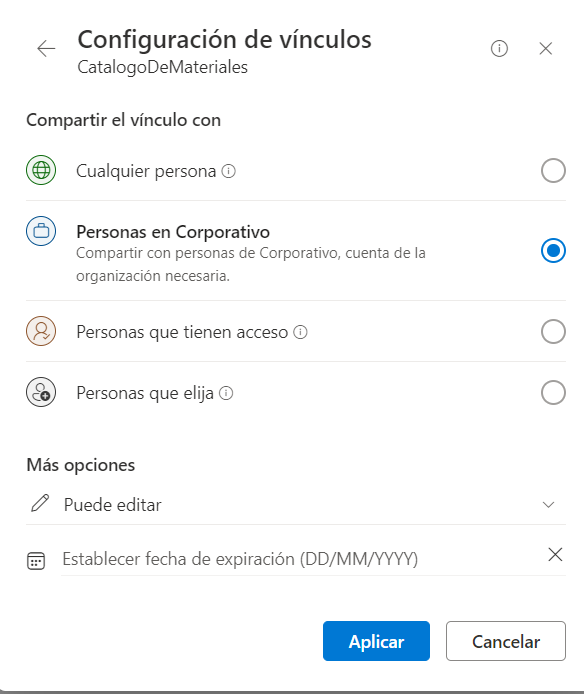 Configuración de vínculos
CatalogoDeMateriales
Compartir el vínculo con
Cualquier persona
Personas en Corporativo
Compartir con personas de Corporativo, cuenta de la
organización necesaria.
Personas que tienen acceso
Personas que elija
Más opciones
Puede editar
Establecer fecha de expiración (DD/MM/YYYY)
Aplicar
Cancelar